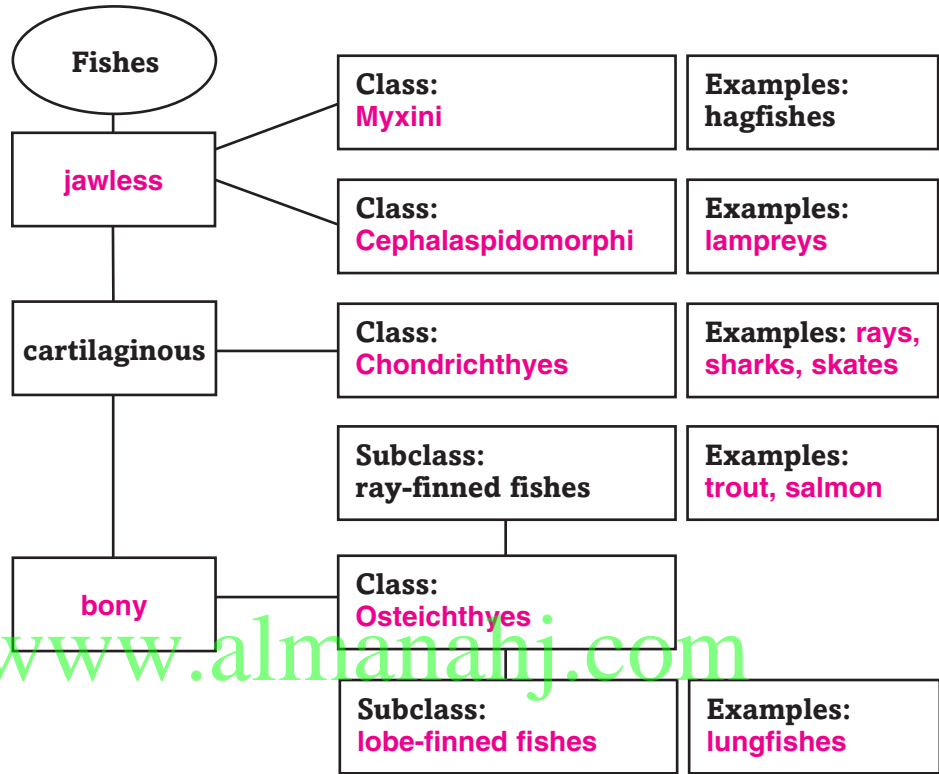 Fishes
Class:
Myxini
Examples:
hagfishes
jawless
Class:
Cephalaspidomorphi
Examples:
lampreys
cartilaginous
Class:
Chondrichthyes
Examples: rays,
sharks, skates
Subclass:
ray-finned fishes
Examples:
trout, salmon
bony
Class:
Osteichthyes
www.almanahj.com
Subclass:
lobe-finned fishes
Examples:
lungfishes